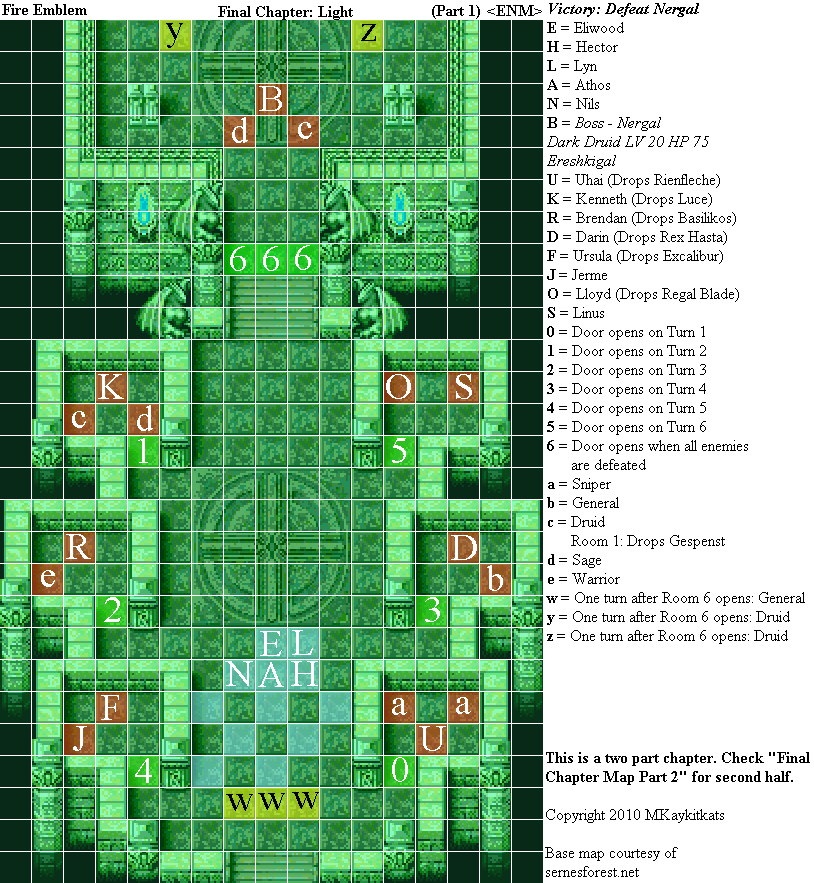 Fire Emblem Final Chapter: Light (Part 1) <ENM>
Victory: Defeat Nergal
E = Eliwood
H = Hector
L = Lyn
A = Athos
N = Nils
B = Boss - Nergal
Dark Druid LV 20 HP 75
Ereshkigal
U = Uhai (Drops Rienfleche)
K = Kenneth (Drops Luce)
R = Brendan (Drops Basilikos)
D = Darin (Drops Rex Hasta)
F = Ursula (Drops Excalibur)
J = Jerme
O = Lloyd (Drops Regal Blade)
S = Linus
0 = Door opens on Turn 1
1 = Door opens on Turn 2
2 = Door opens on Turn 3
3 = Door opens on Turn 4
4 = Door opens on Turn 5
5 = Door opens on Turn 6
6 = Door opens when all enemies
are defeated
a = Sniper
b = General
c = Druid
Room 1: Drops Gespenst
d = Sage
e = Warrior
w = One turn after Room 6 opens: General
y = One turn after Room 6 opens: Druid
z = One turn after Room 6 opens: Druid
This is a two part chapter. Check "Final
Chapter Map Part 2" for second half.
Copyright 2010 MKaykitkats
Base map courtesy of
sernesforest.net
y z
B
d c
6 6 6
K O S
c d
1 5
R D
e b
2 3
E L
N A H
F a a
J U
4 0
w w w